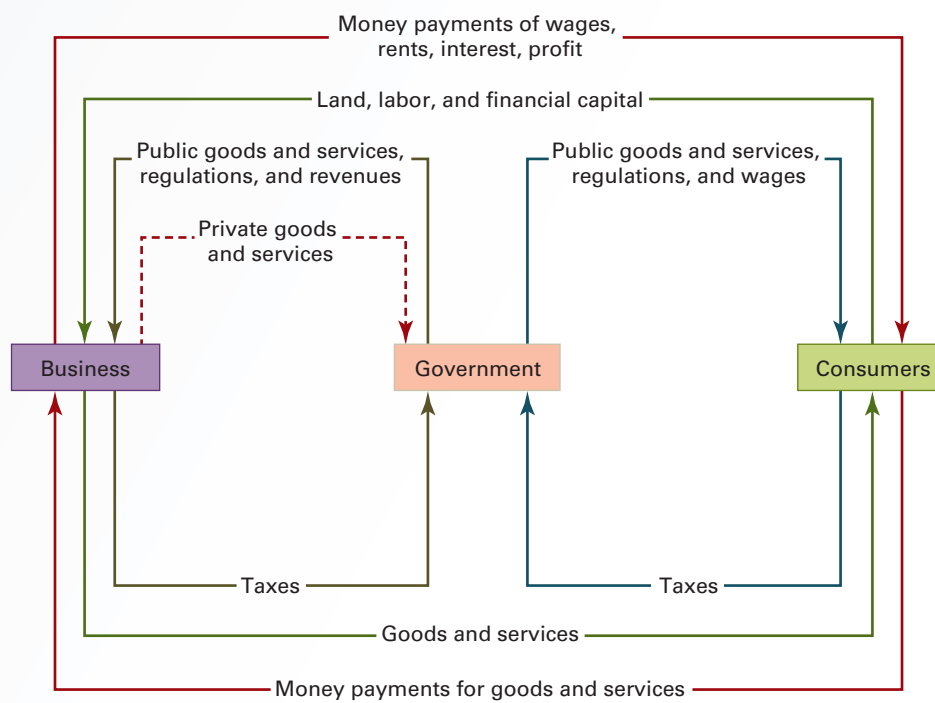 Money payments of wages,
rents, interest, profit
Land, labor, and financial capital
Public goods and services,
regulations, and revenues
Public goods and services,
regulations, and wages
Private goods
and services
Business
Government
Consumers
Taxes
Taxes
Goods and services
Money payments for goods and services